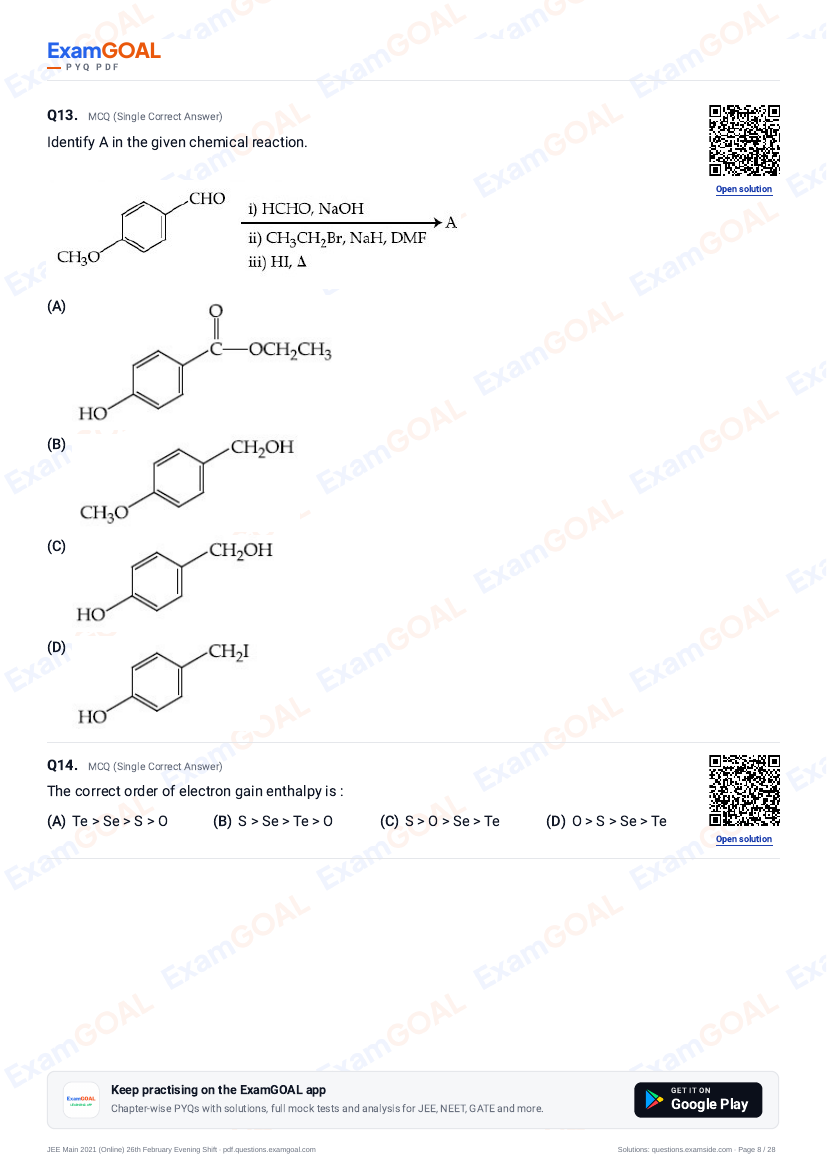 ExamGOAL
PYQ PDF
Q13. MCQ (Single Correct Answer)
Identify A in the given chemical reaction.
Open solution
CHO
CH₃O
i) HCHO, NaOH
ii) CH₃CH₂Br, NaH, DMF
iii) HI, Δ
A
(A)
O
C—OCH₂CH₃
HO
(B)
CH₂OH
CH₃O
(C)
CH₂OH
HO
(D)
CH₂I
HO
Q14. MCQ (Single Correct Answer)
The correct order of electron gain enthalpy is :
(A) Te > Se > S > O (B) S > Se > Te > O (C) S > O > Se > Te (D) O > S > Se > Te
Open solution
ExamGOAL
Keep practising on the ExamGOAL app
Chapter-wise PYQs with solutions, full mock tests and analysis for JEE, NEET, GATE and more.
GET IT ON
Google Play
JEE Main 2021 (Online) 26th February Evening Shift · pdf.questions.examgoal.com
Solutions: questions.examside.com · Page 8 / 28